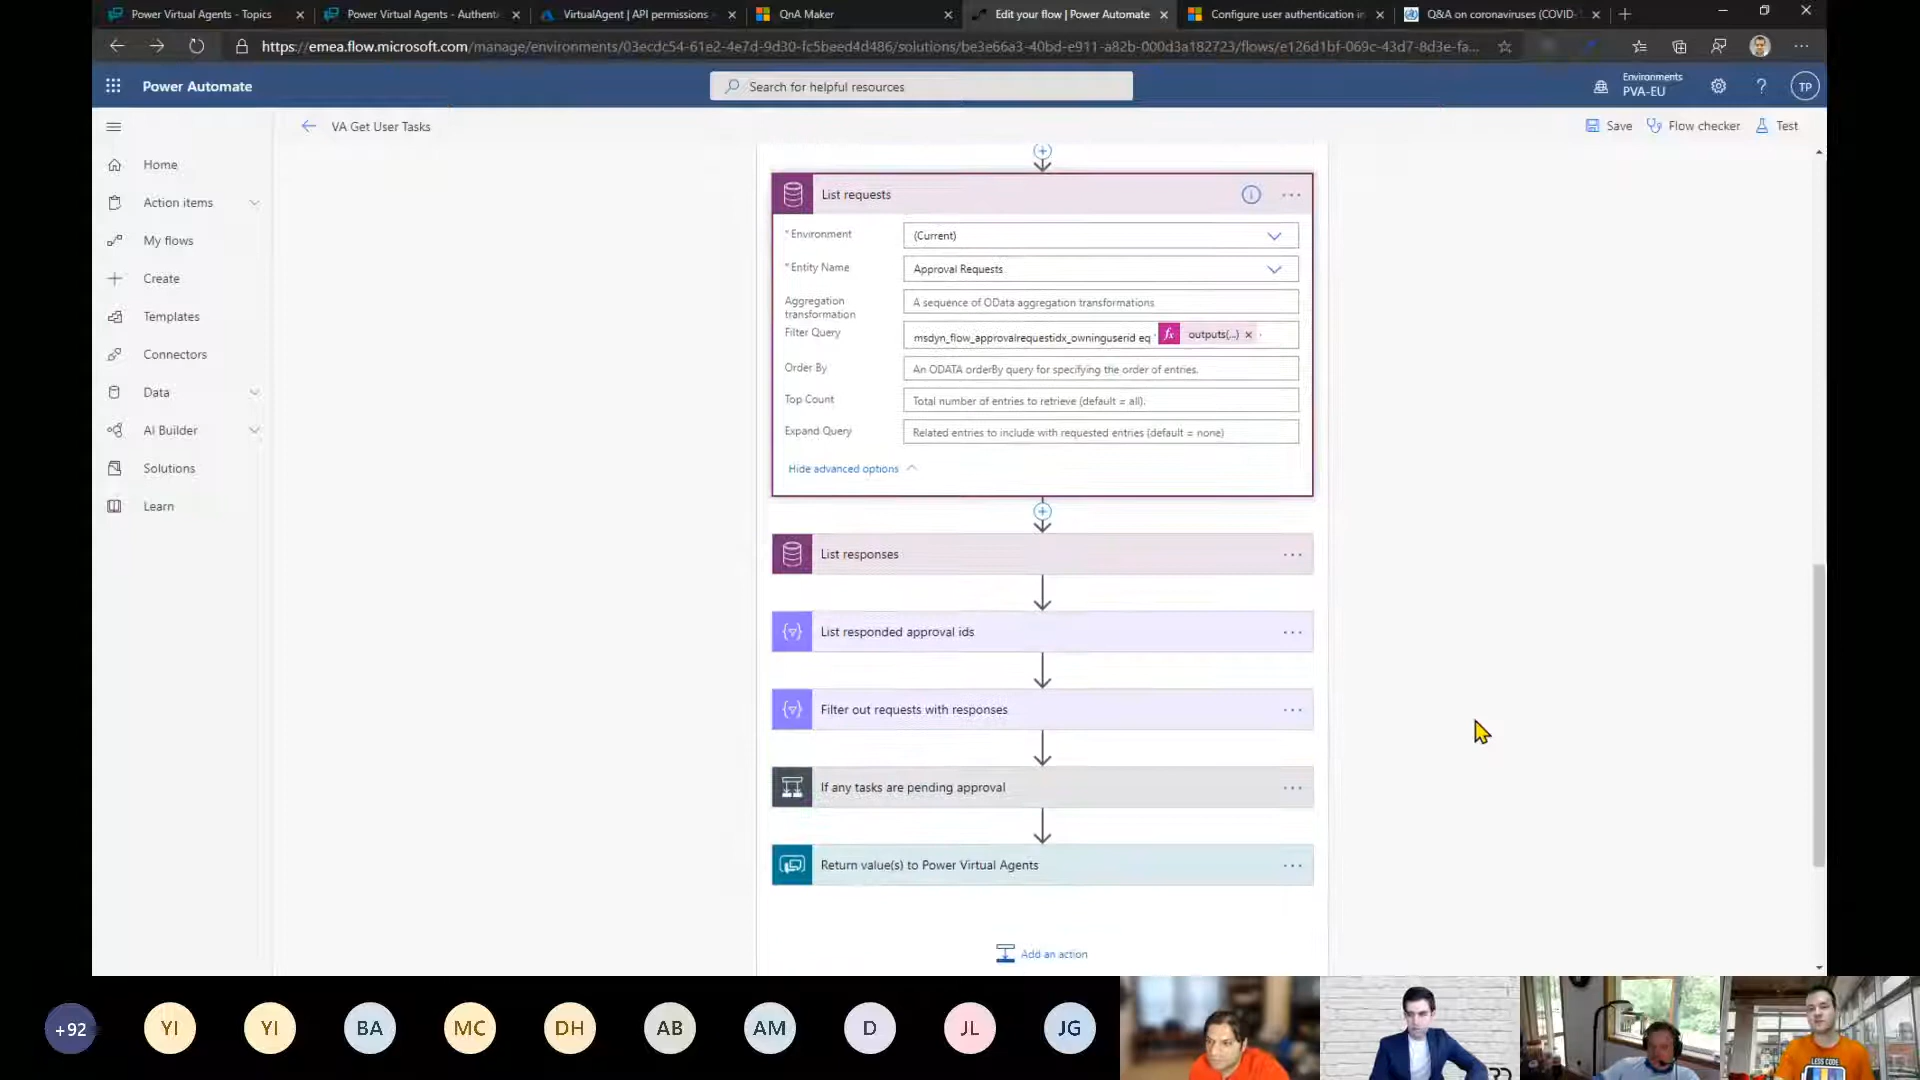 Power Virtual Agents - Topics
Power Virtual Agents - Authenti
VirtualAgent | API permissions
QnA Maker
Edit your flow | Power Automate
Configure user authentication in
Q&A on coronaviruses (COVID-
https://emea.flow.microsoft.com/manage/environments/03ecdc54-61e2-4e7d-9d30-fc5beed4d486/solutions/be3e66a3-40bd-e911-a82b-000d3a182723/flows/e126d1bf-069c-43d7-8d3e-fa...
Power Automate
Search for helpful resources
Environments
PVA-EU
TP
VA Get User Tasks
Save
Flow checker
Test
Home
Action items
My flows
Create
Templates
Connectors
Data
AI Builder
Solutions
Learn
List requests
* Environment
(Current)
* Entity Name
Approval Requests
Aggregation transformation
A sequence of OData aggregation transformations
Filter Query
msdyn_flow_approvalrequestidx_owninguserid eq ' fx outputs(...) × '
Order By
An ODATA orderBy query for specifying the order of entries.
Top Count
Total number of entries to retrieve (default = all).
Expand Query
Related entries to include with requested entries (default = none)
Hide advanced options
List responses
List responded approval ids
Filter out requests with responses
If any tasks are pending approval
Return value(s) to Power Virtual Agents
Add an action
+92
YI
YI
BA
MC
DH
AB
AM
D
JL
JG
LESS CODE